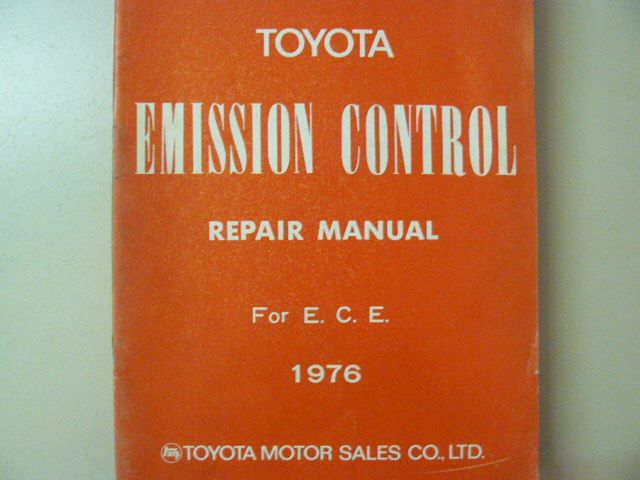 TOYOTA
EMISSION CONTROL
REPAIR MANUAL
For E. C. E.
1976
TOYOTA MOTOR SALES CO., LTD.